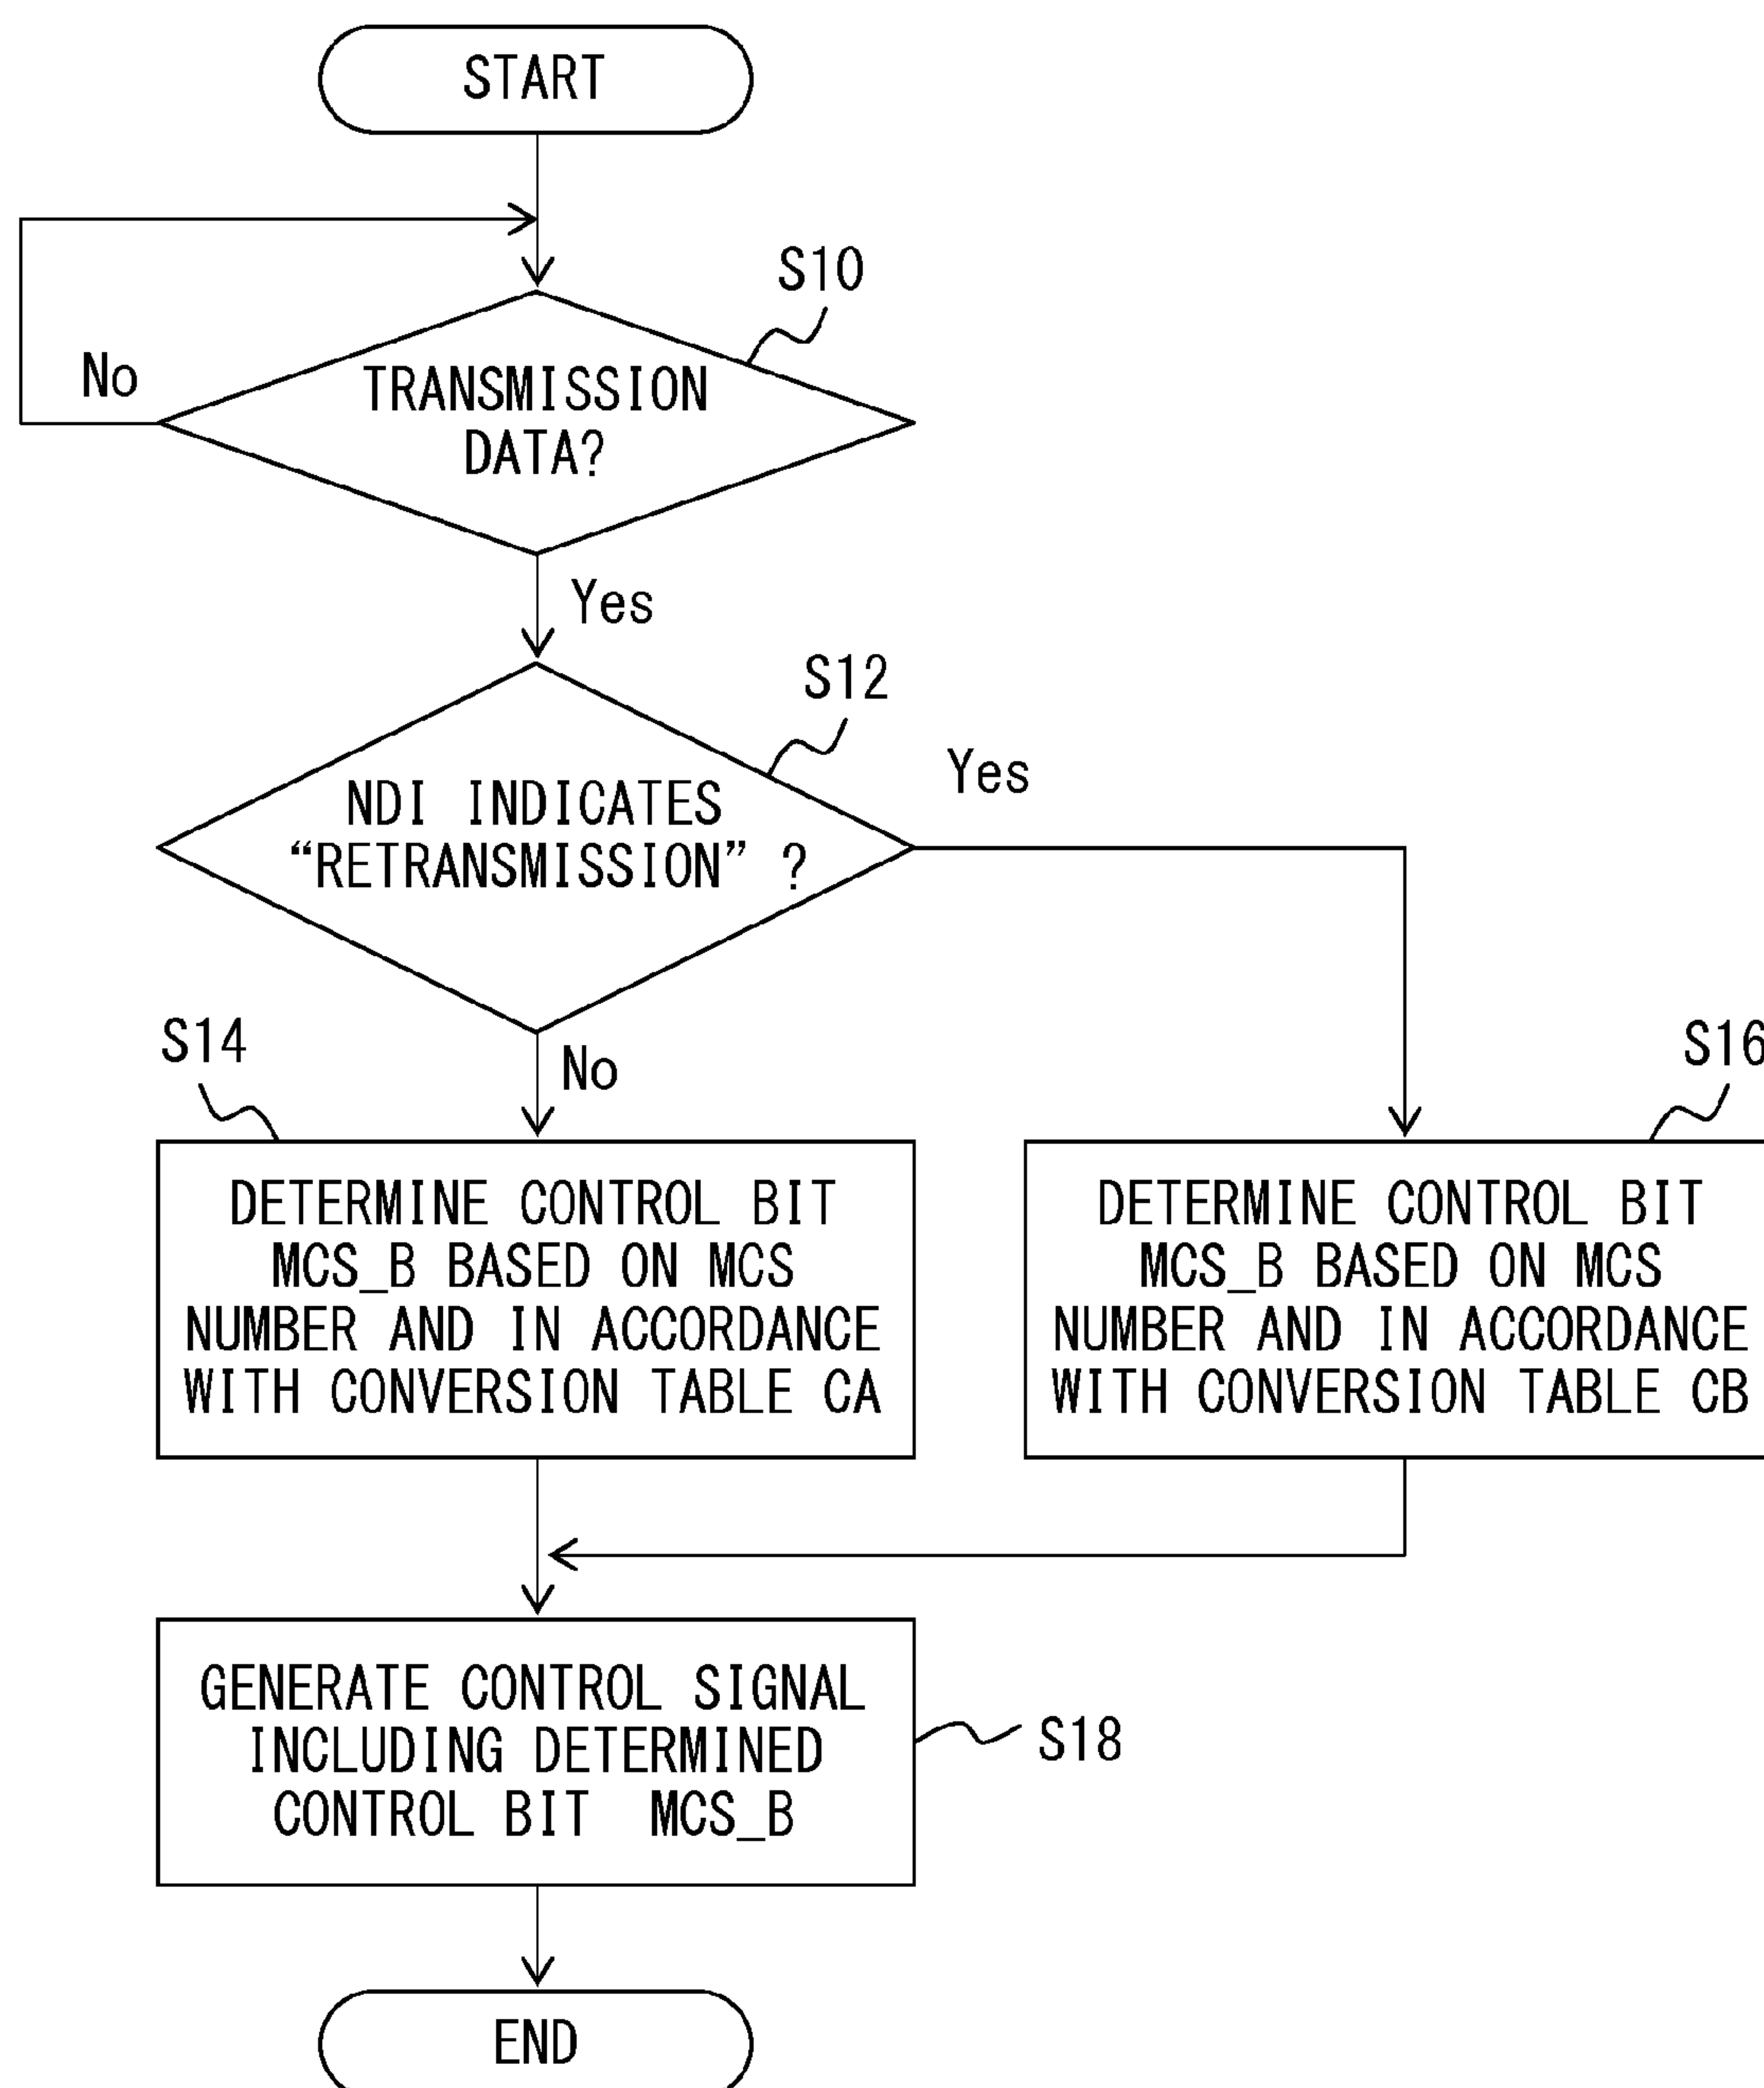 START
S10
No
TRANSMISSION
DATA?
Yes
S12
Yes
NDI INDICATES
“RETRANSMISSION” ?
S14
No
S16
DETERMINE CONTROL BIT
MCS_B BASED ON MCS
NUMBER AND IN ACCORDANCE
WITH CONVERSION TABLE CA
DETERMINE CONTROL BIT
MCS_B BASED ON MCS
NUMBER AND IN ACCORDANCE
WITH CONVERSION TABLE CB
GENERATE CONTROL SIGNAL
INCLUDING DETERMINED
CONTROL BIT MCS_B
S18
END